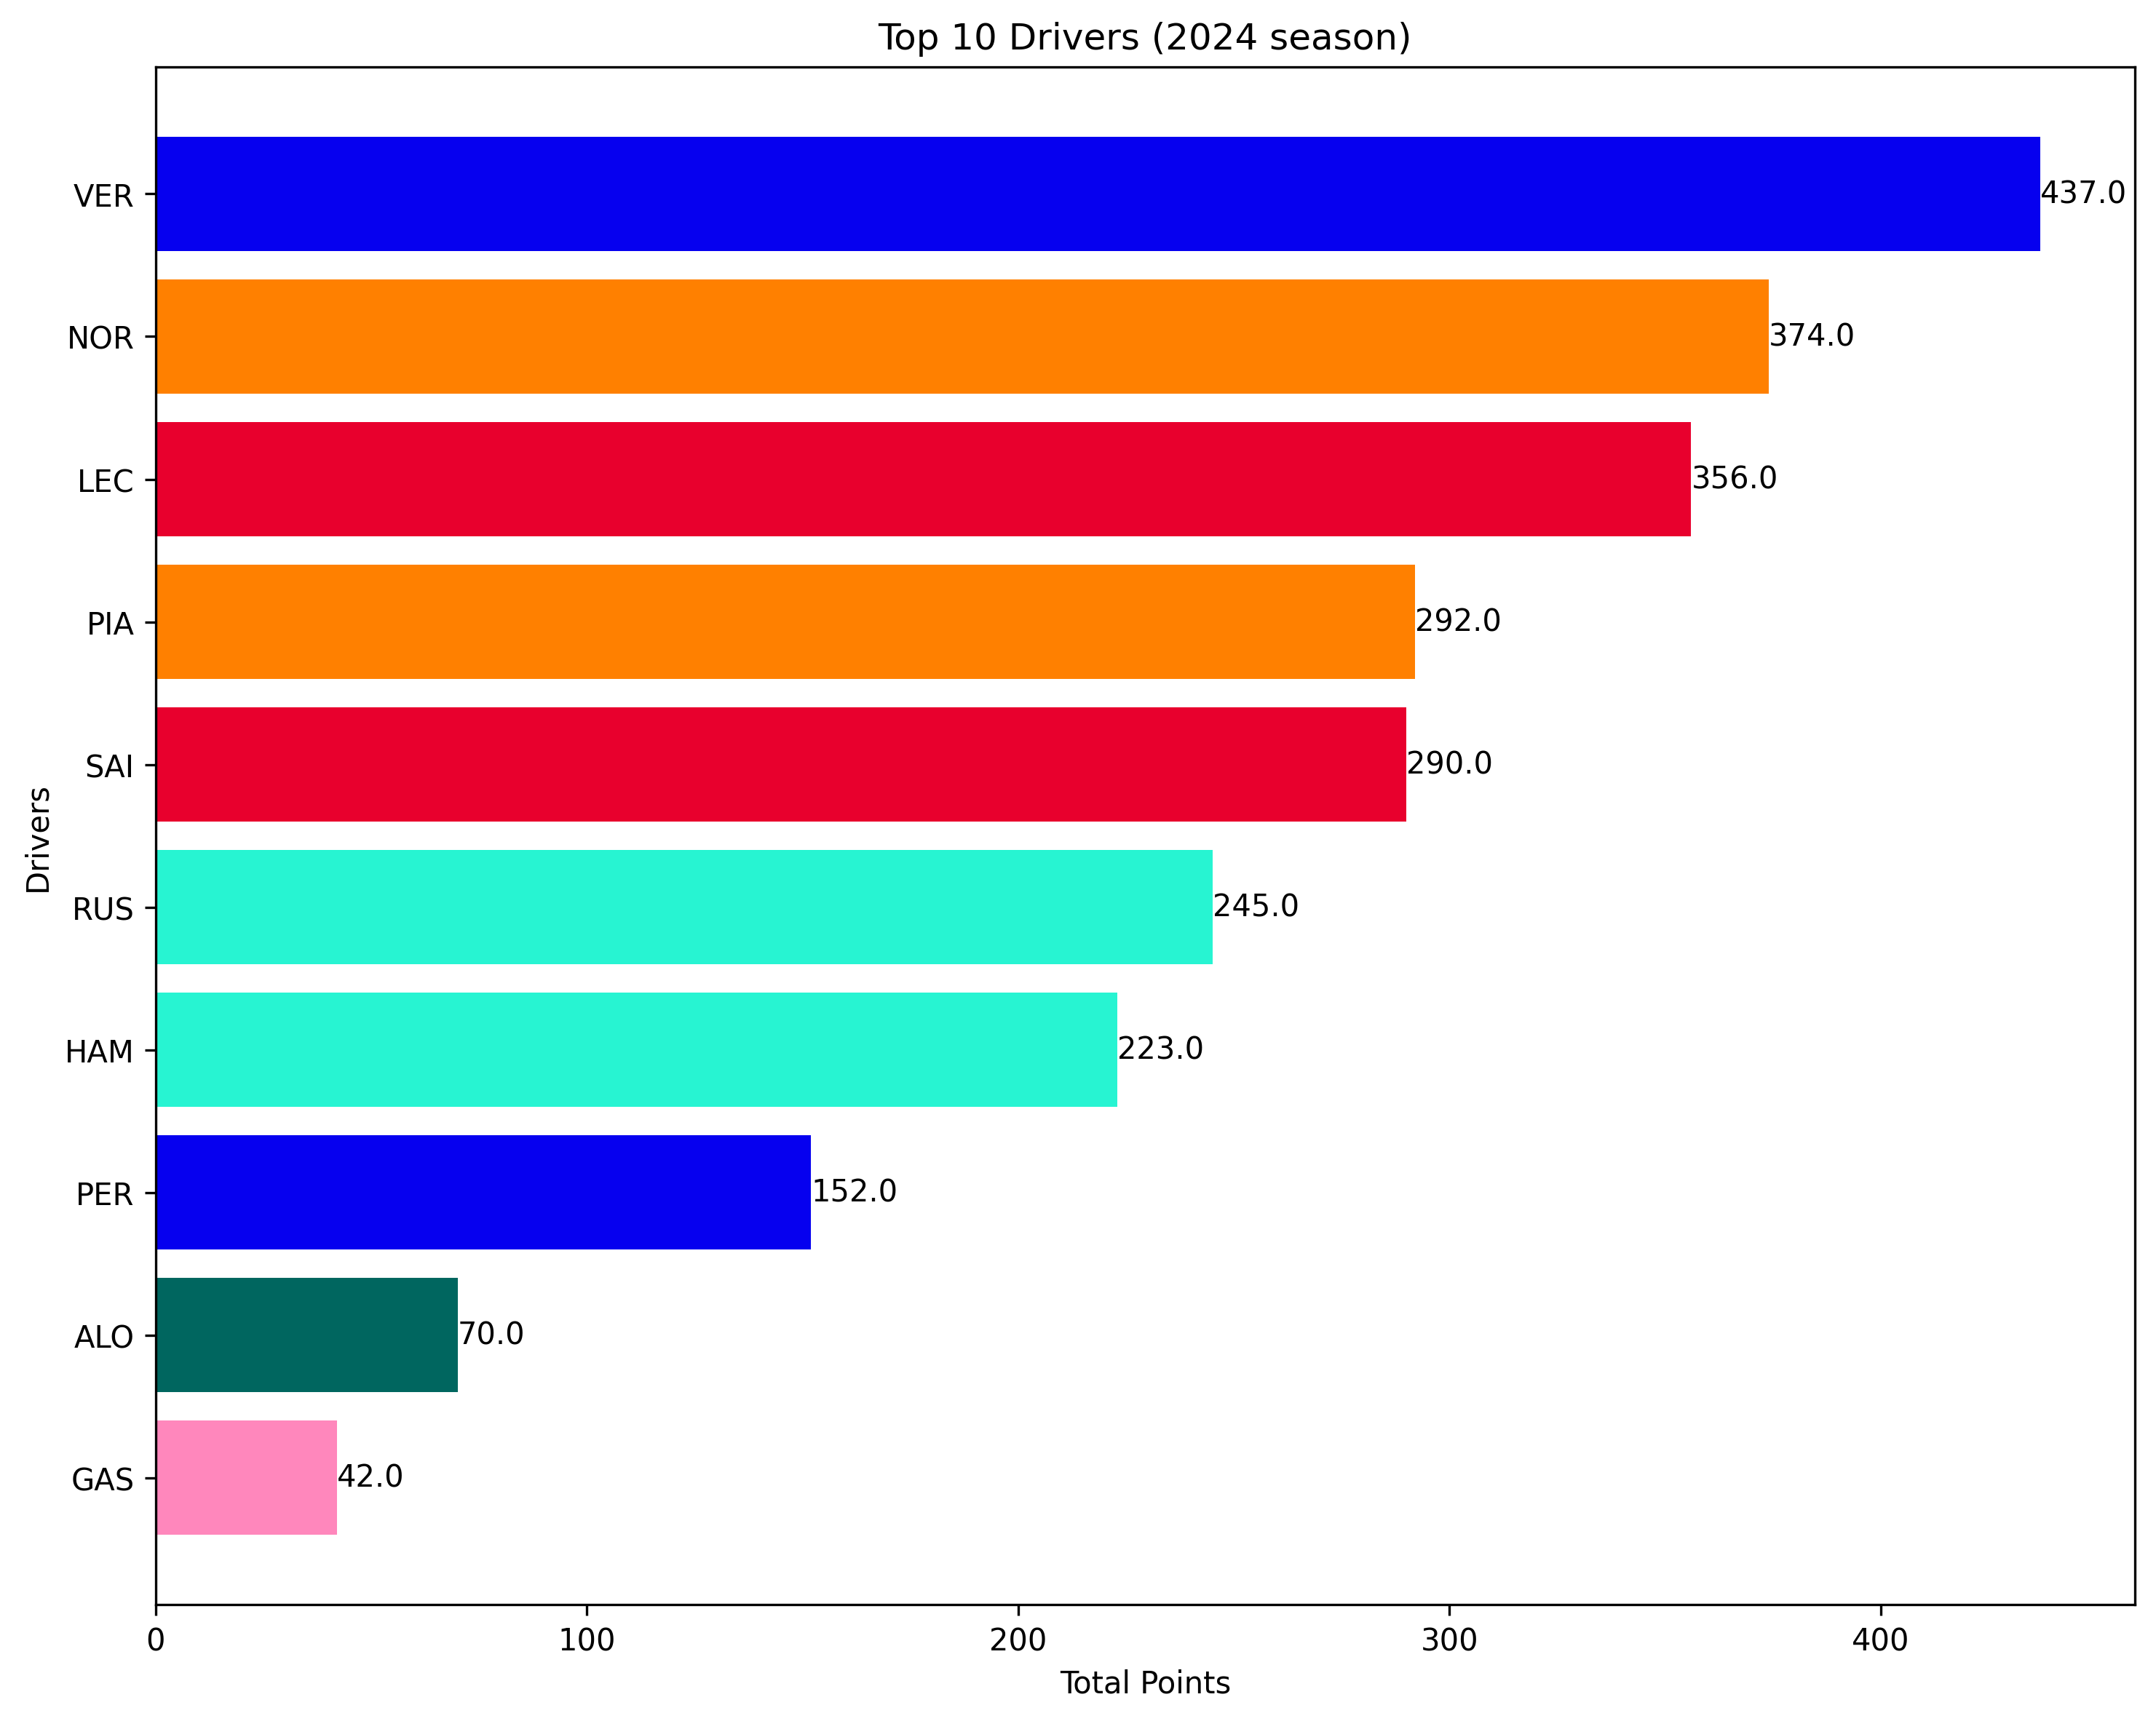 Top 10 Drivers (2024 season)
VER 437.0
NOR 374.0
LEC 356.0
PIA 292.0
SAI 290.0
RUS 245.0
HAM 223.0
PER 152.0
ALO 70.0
GAS 42.0
Drivers
0 100 200 300 400
Total Points